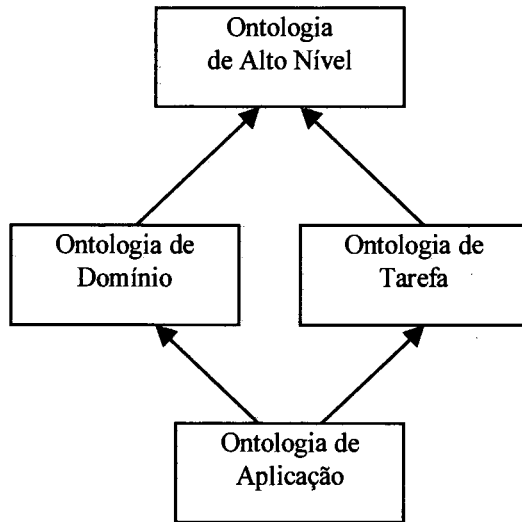 Ontologia
de Alto Nível
Ontologia de
Domínio
Ontologia de
Tarefa
Ontologia de
Aplicação